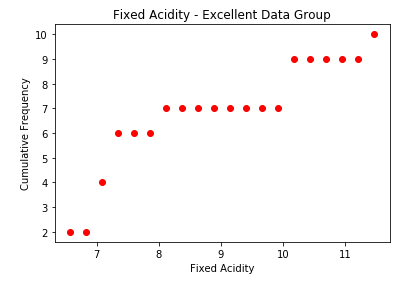 Fixed Acidity - Excellent Data Group
Cumulative Frequency
10
9
8
7
6
5
4
3
2
7 8 9 10 11
Fixed Acidity